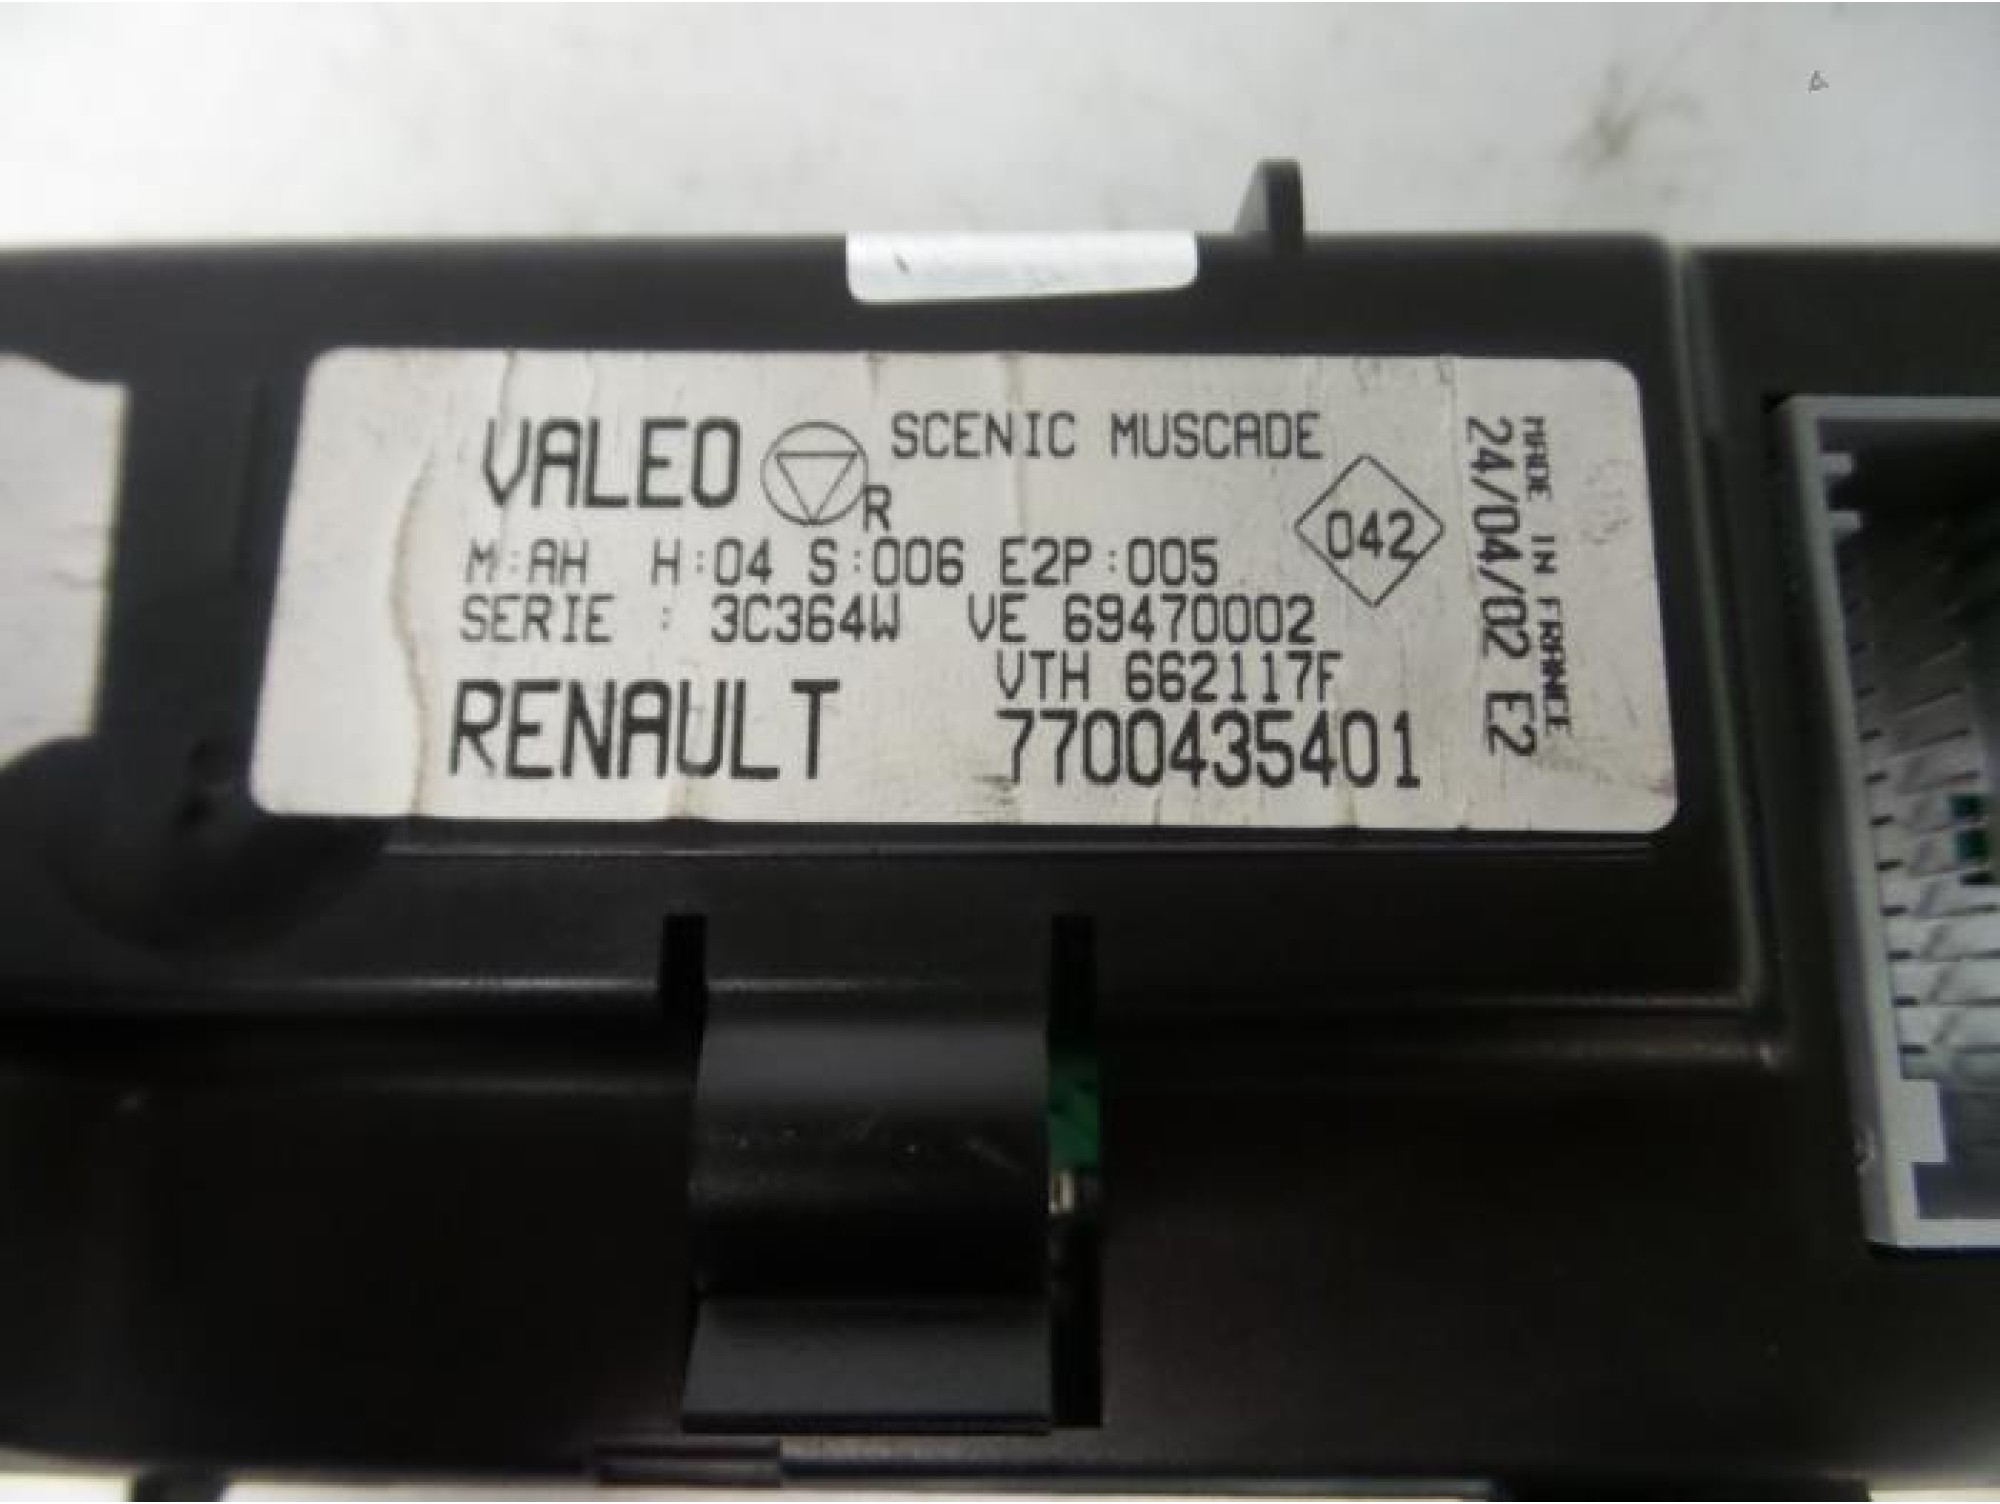 VALEO R SCENIC MUSCADE
042
M:AH H:04 S:006 E2P:005
SERIE : 3C364W VE 69470002
VTH 662117F
RENAULT 7700435401
MADE IN FRANCE
24/04/02 E2